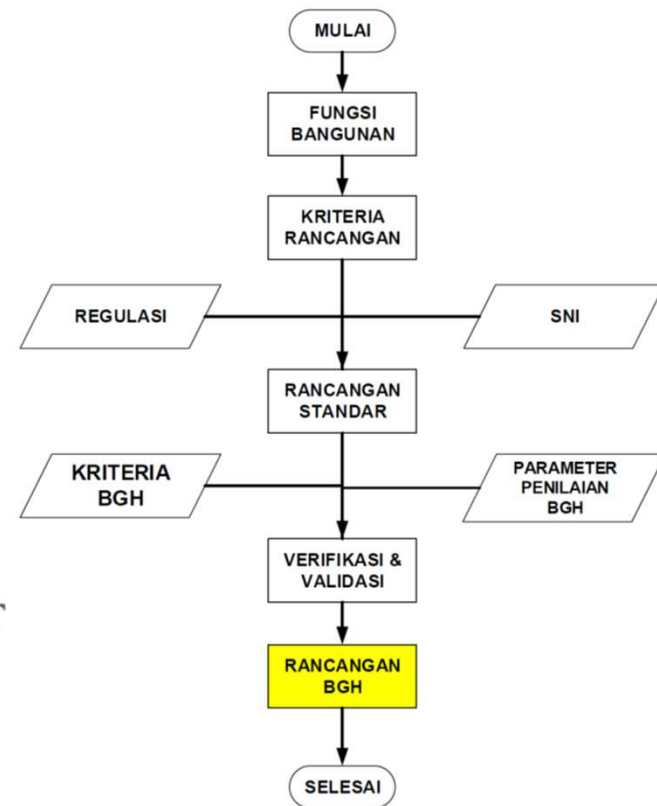 MULAI
FUNGSI
BANGUNAN
KRITERIA
RANCANGAN
REGULASI
SNI
RANCANGAN
STANDAR
KRITERIA
BGH
PARAMETER
PENILAIAN
BGH
VERIFIKASI &
VALIDASI
RANCANGAN
BGH
SELESAI